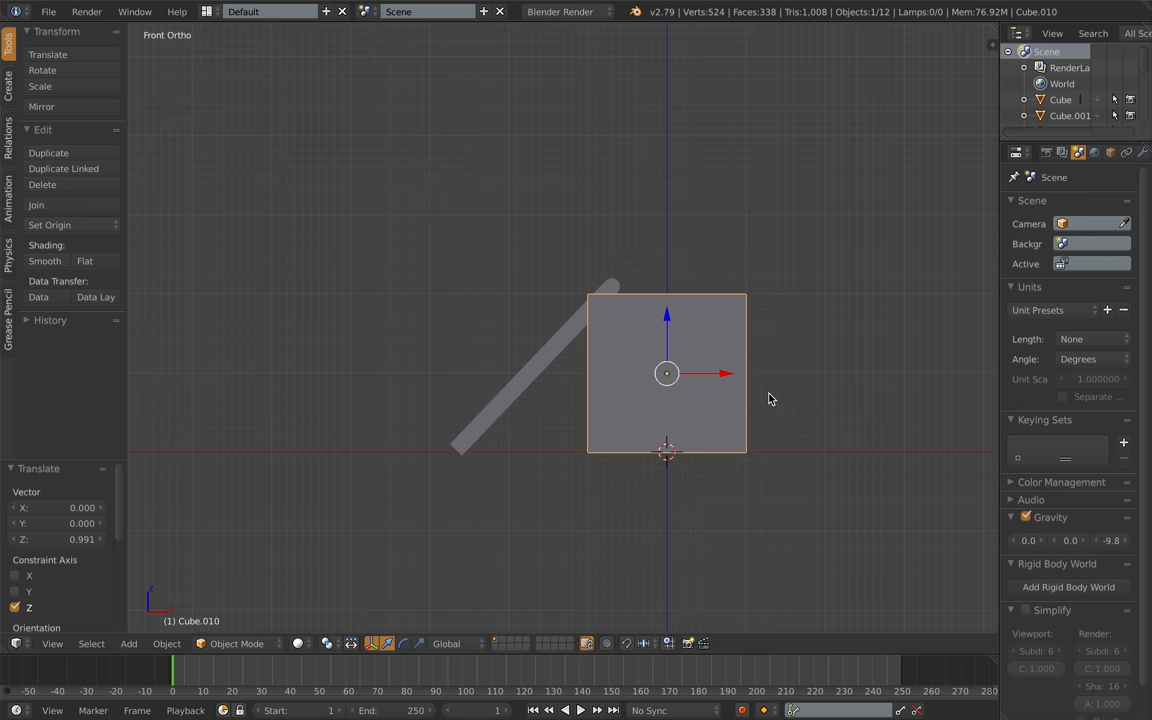 File Render Window Help Default Scene Blender Render v2.79 | Verts:524 | Faces:338 | Tris:1,008 | Objects:1/12 | Lamps:0/0 | Mem:76.92M | Cube.010
Tools
Create
Relations
Animation
Physics
Grease Pencil
Transform
Translate
Rotate
Scale
Mirror
Edit
Duplicate
Duplicate Linked
Delete
Join
Set Origin
Shading:
Smooth Flat
Data Transfer:
Data Data Lay
History
Translate
Vector
X: 0.000
Y: 0.000
Z: 0.991
Constraint Axis
X
Y
Z
Orientation
Front Ortho
z
(1) Cube.010
View Select Add Object Object Mode Global
View Search All Sce
Scene
RenderLa
World
Cube
Cube.001
Scene
Scene
Camera
Backgr
Active
Units
Unit Presets
Length: None
Angle: Degrees
Unit Sca 1.000000
Separate ...
Keying Sets
Color Management
Audio
Gravity
0.0 0.0 -9.8
Rigid Body World
Add Rigid Body World
Simplify
Viewport: Render:
Subdi: 6 Subdi: 6
C: 1.000 C: 1.000
Sha: 16
A: 1.000
-50 -40 -30 -20 -10 0 10 20 30 40 50 60 70 80 90 100 110 120 130 140 150 160 170 180 190 200 210 220 230 240 250 260 270 280
View Marker Frame Playback Start: 1 End: 250 1 No Sync